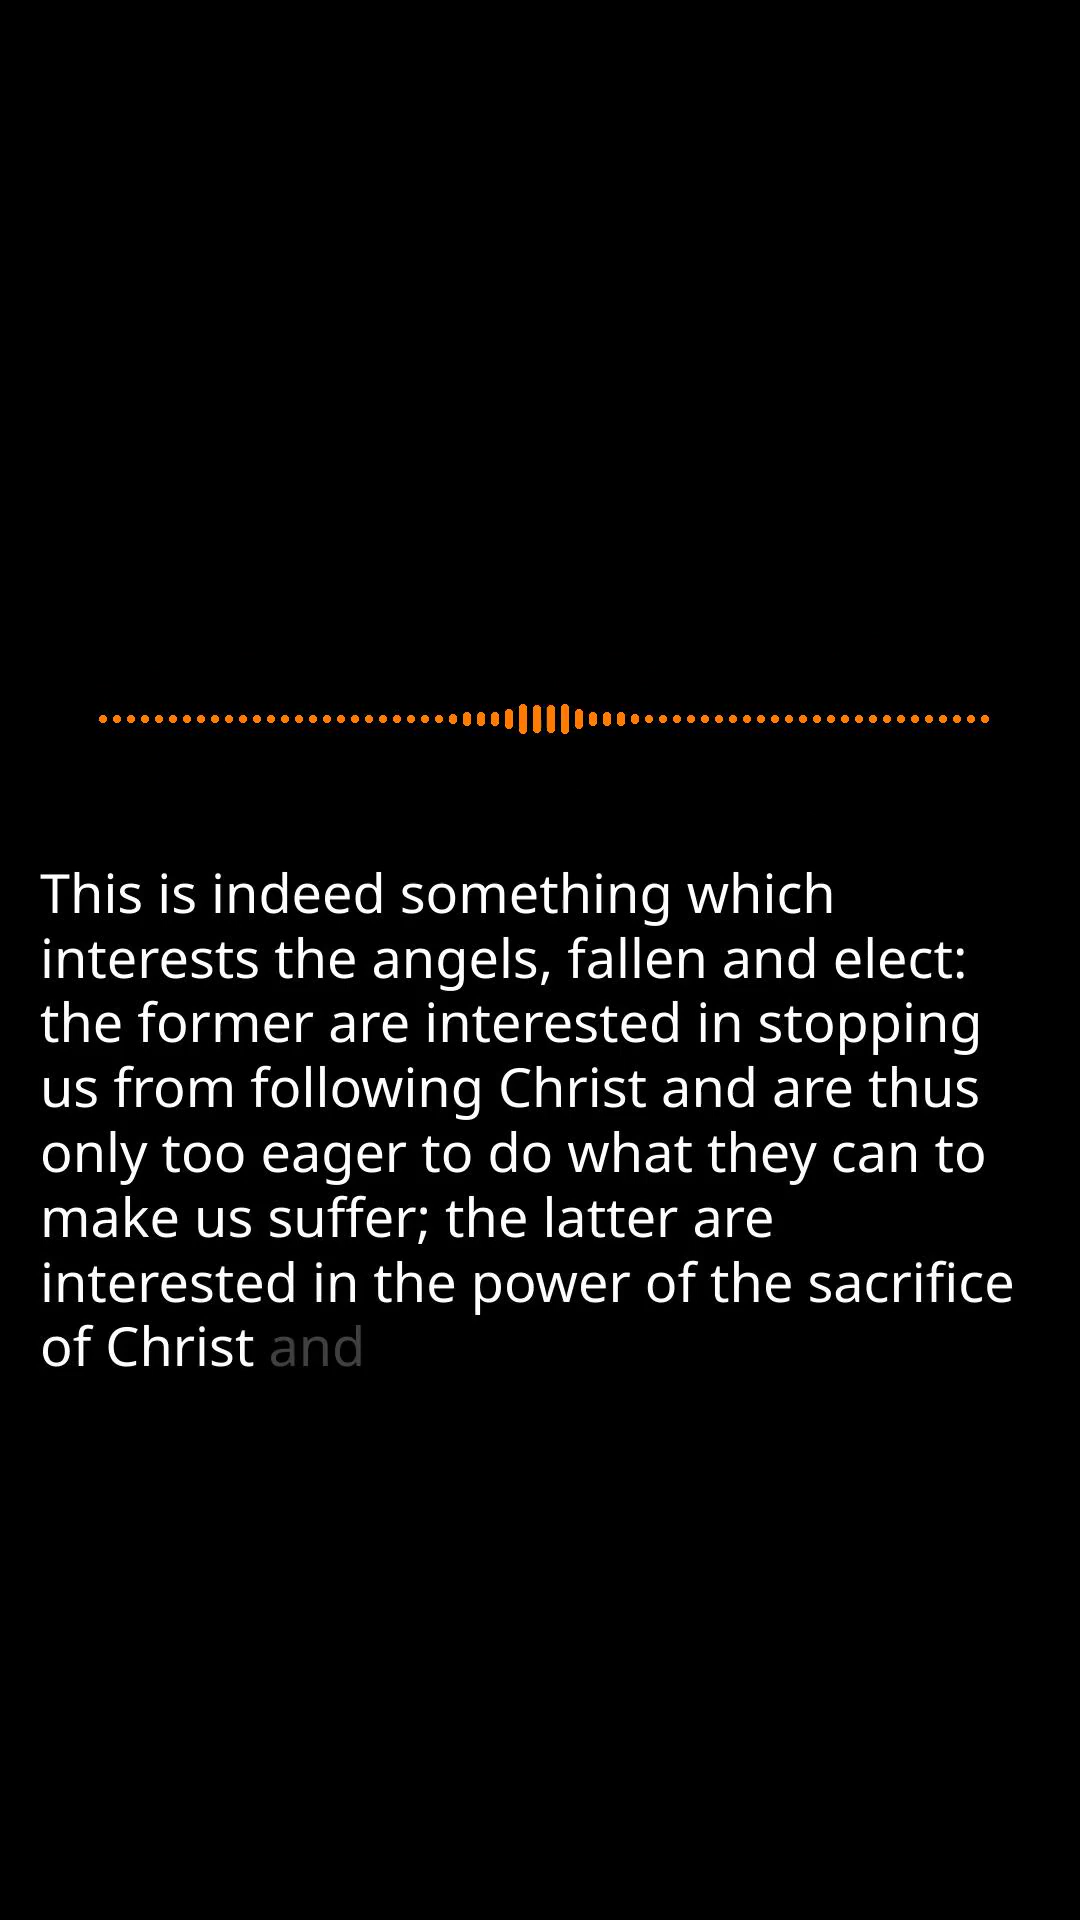 This is indeed something which
interests the angels, fallen and elect:
the former are interested in stopping
us from following Christ and are thus
only too eager to do what they can to
make us suffer; the latter are
interested in the power of the sacrifice
of Christ and